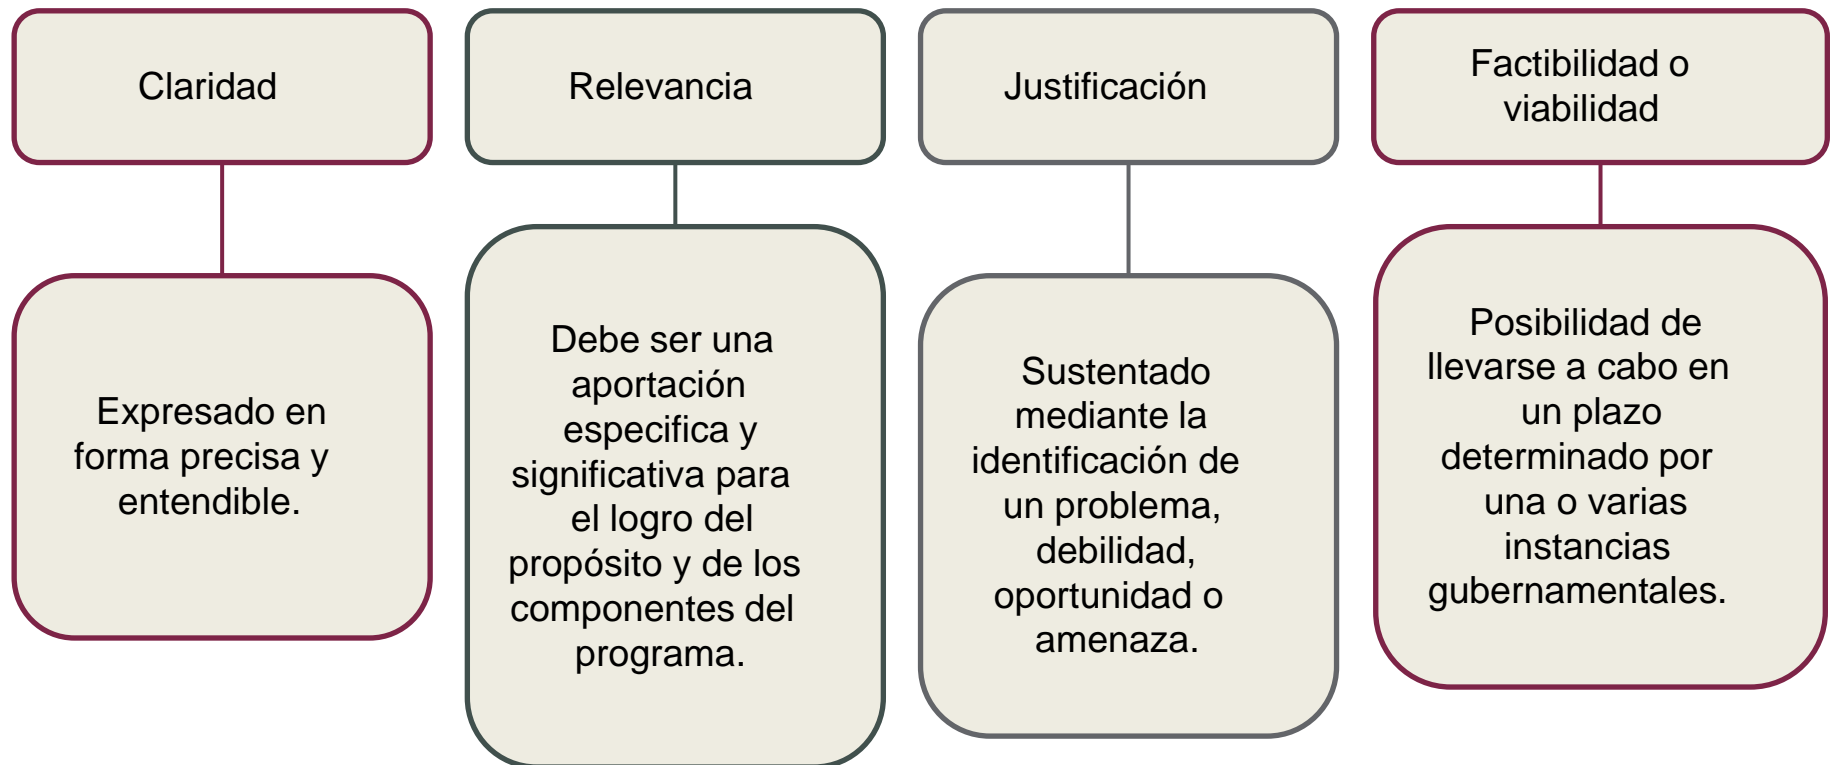 Claridad
Expresado en
forma precisa y
entendible.
Relevancia
Debe ser una
aportación
especifica y
significativa para
el logro del
propósito y de los
componentes del
programa.
Justificación
Sustentado
mediante la
identificación de
un problema,
debilidad,
oportunidad o
amenaza.
Factibilidad o
viabilidad
Posibilidad de
llevarse a cabo en
un plazo
determinado por
una o varias
instancias
gubernamentales.